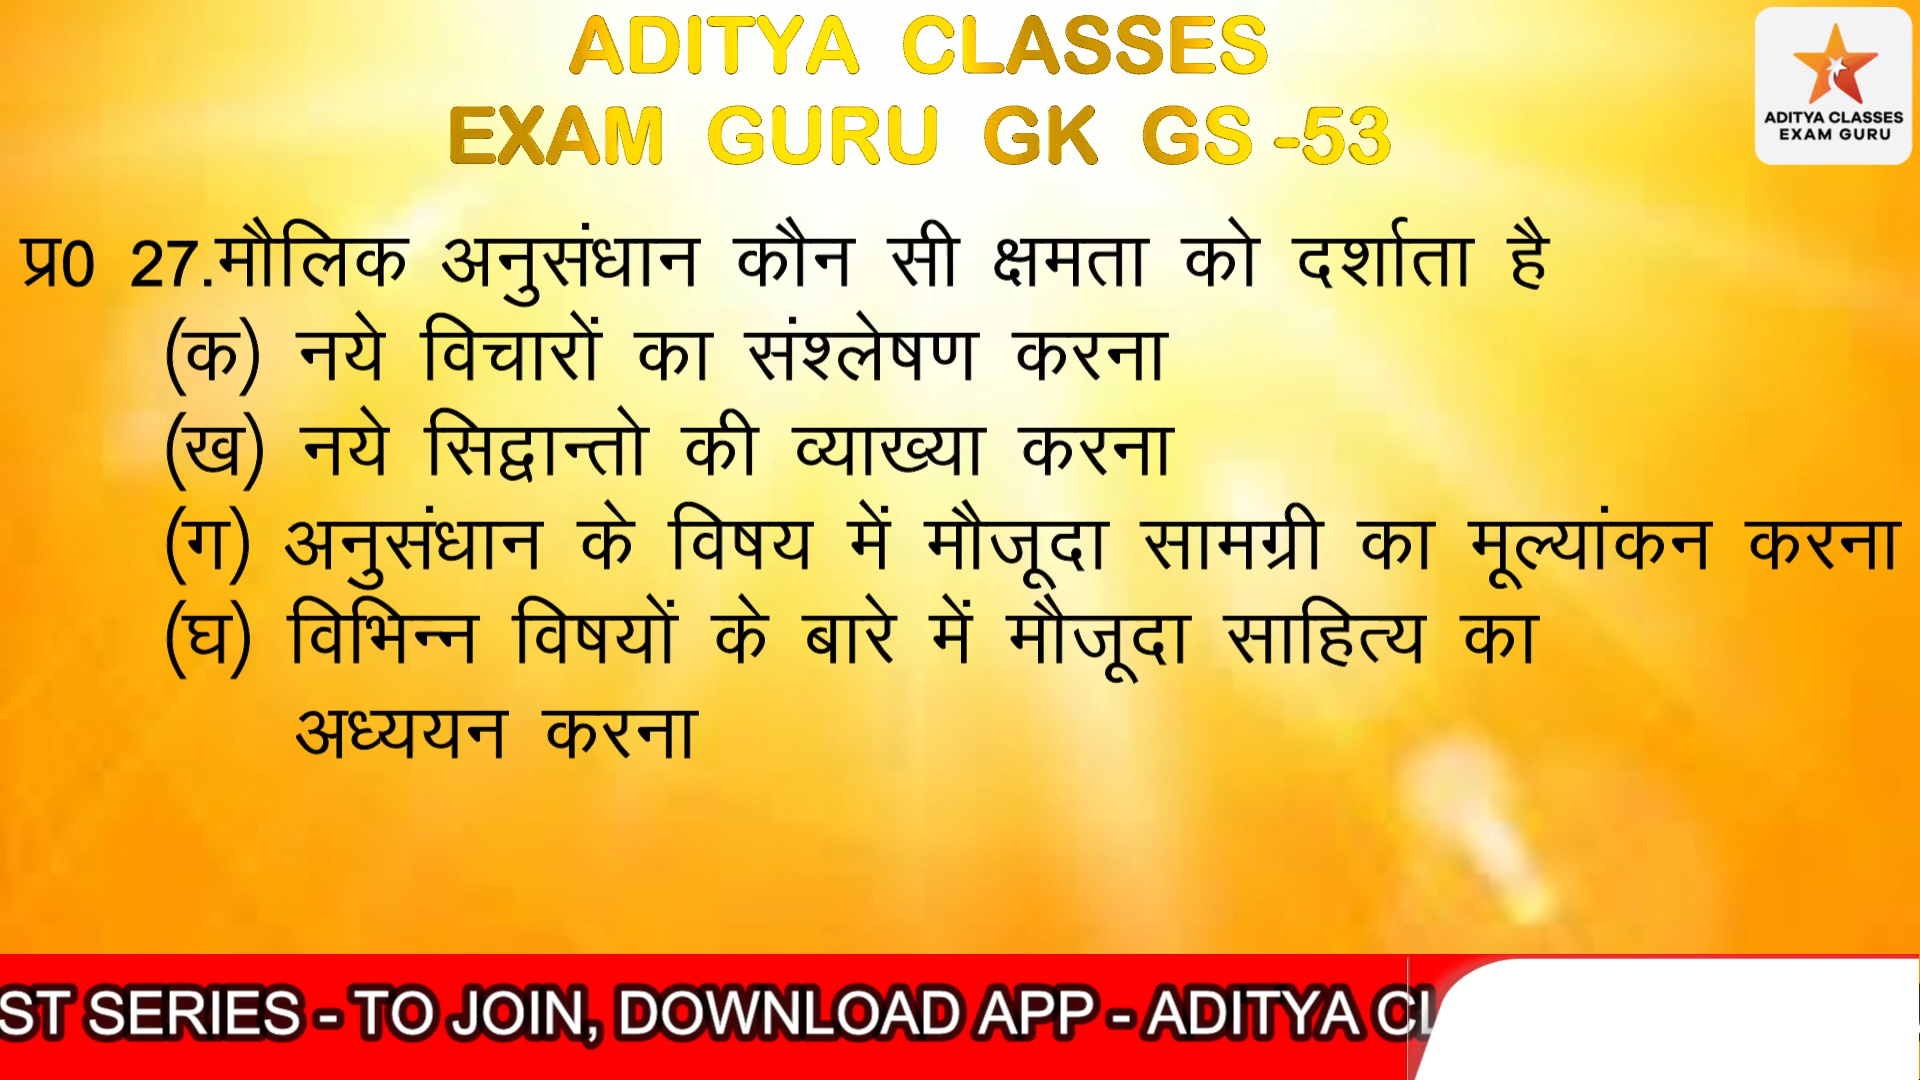 ADITYA CLASSES
EXAM GURU GK GS -53
ADITYA CLASSES
EXAM GURU
प्र0 27.मौलिक अनुसंधान कौन सी क्षमता को दर्शाता है
(क) नये विचारों का संश्लेषण करना
(ख) नये सिद्वान्तो की व्याख्या करना
(ग) अनुसंधान के विषय में मौजूदा सामग्री का मूल्यांकन करना
(घ) विभिन्न विषयों के बारे में मौजूदा साहित्य का
अध्ययन करना
ST SERIES - TO JOIN, DOWNLOAD APP - ADITYA CL